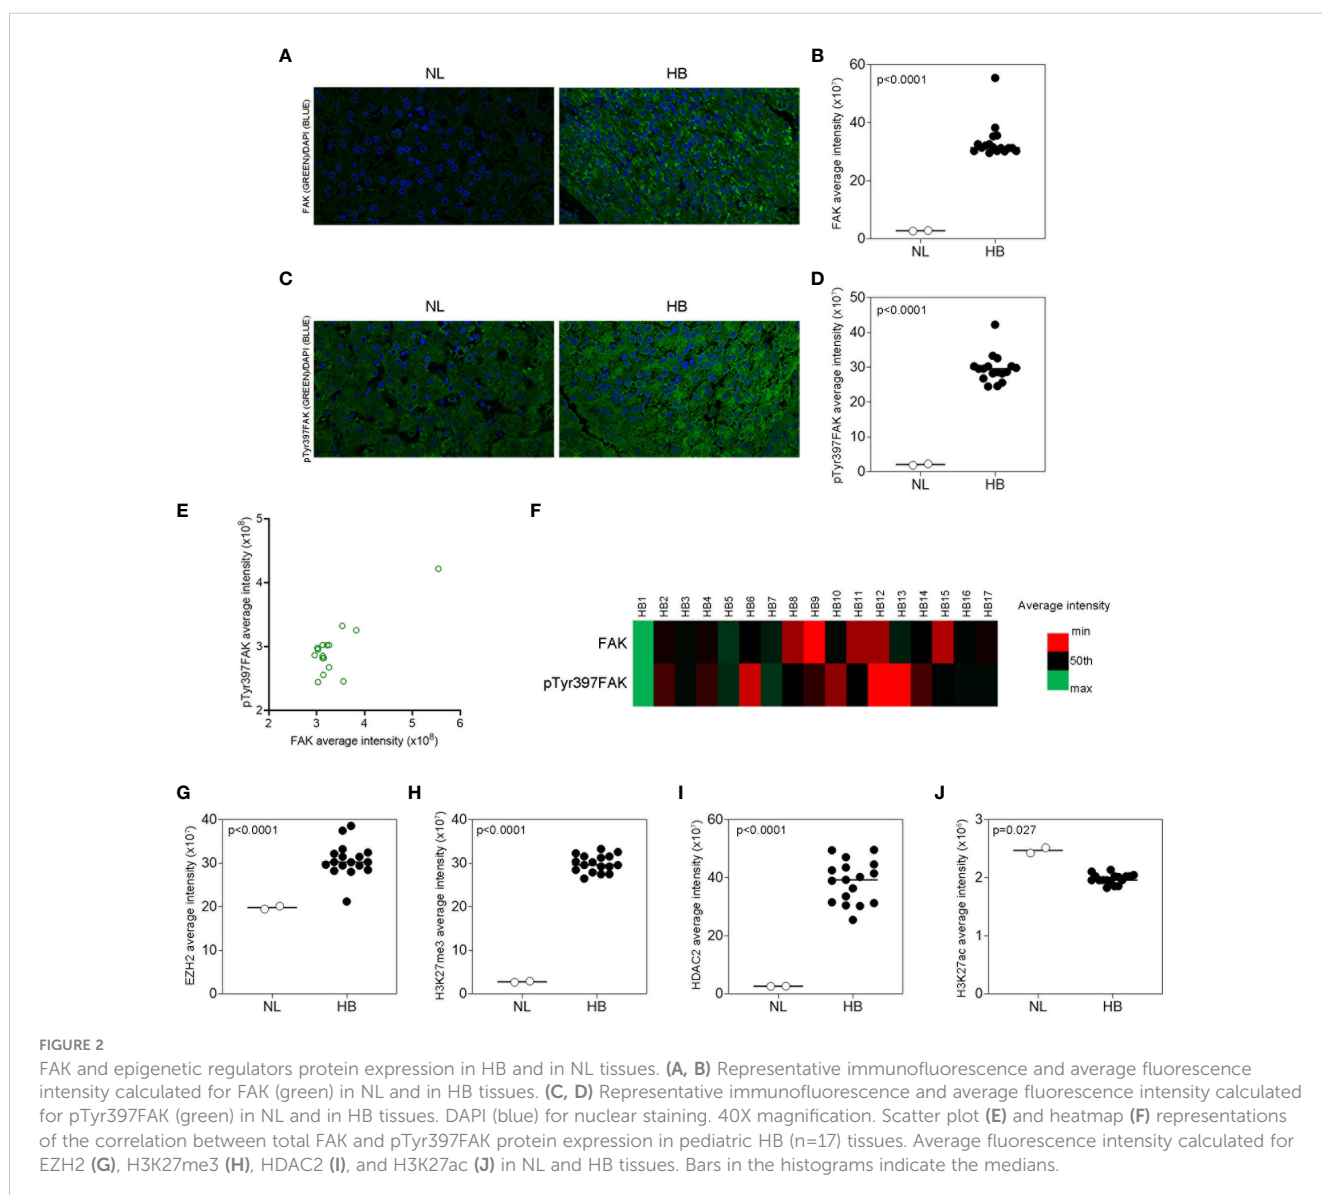 A
NL
HB
FAK (GREEN)/DAPI (BLUE)
B
p<0.0001
FAK average intensity (x10⁷)
60
40
20
0
NL
HB
C
NL
HB
pTyr397FAK (GREEN)/DAPI (BLUE)
D
p<0.0001
pTyr397FAK average intensity (x10⁷)
50
40
30
20
10
0
NL
HB
E
pTyr397FAK average intensity (x10⁸)
5
4
3
2
2
3
4
5
6
FAK average intensity (x10⁸)
F
HB1
HB2
HB3
HB4
HB5
HB6
HB7
HB8
HB9
HB10
HB11
HB12
HB13
HB14
HB15
HB16
HB17
FAK
pTyr397FAK
Average intensity
min
50th
max
G
p<0.0001
EZH2 average intensity (x10⁷)
40
30
20
10
0
NL
HB
H
p<0.0001
H3K27me3 average intensity (x10⁷)
40
30
20
10
0
NL
HB
I
p<0.0001
HDAC2 average intensity (x10⁷)
60
40
20
0
NL
HB
J
p=0.027
H3K27ac average intensity (x10⁶)
3
2
1
0
NL
HB
FIGURE 2
FAK and epigenetic regulators protein expression in HB and in NL tissues. (A, B) Representative immunofluorescence and average fluorescence
intensity calculated for FAK (green) in NL and in HB tissues. (C, D) Representative immunofluorescence and average fluorescence intensity calculated
for pTyr397FAK (green) in NL and in HB tissues. DAPI (blue) for nuclear staining. 40X magnification. Scatter plot (E) and heatmap (F) representations
of the correlation between total FAK and pTyr397FAK protein expression in pediatric HB (n=17) tissues. Average fluorescence intensity calculated for
EZH2 (G), H3K27me3 (H), HDAC2 (I), and H3K27ac (J) in NL and HB tissues. Bars in the histograms indicate the medians.